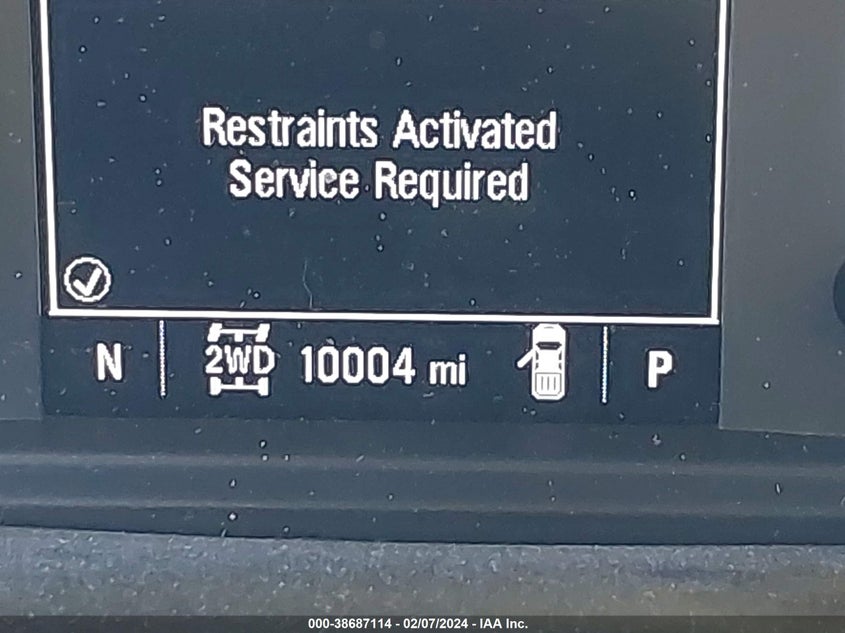 Restraints Activated
Service Required
N 2WD 10004 mi P
000-38687114 - 02/07/2024 - IAA Inc.